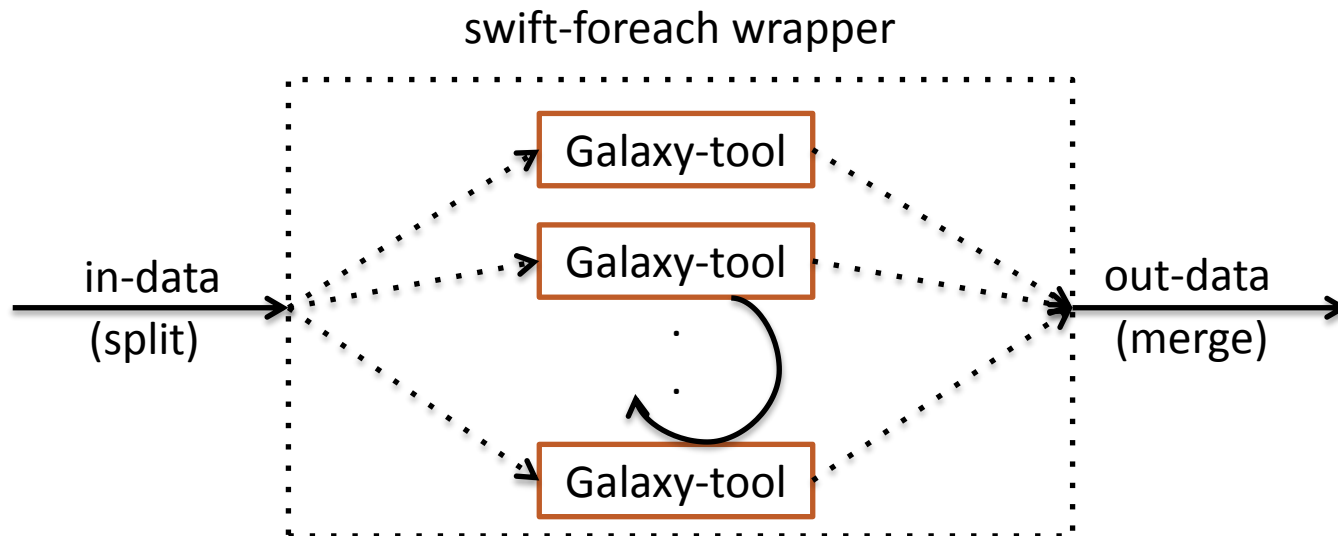 swift-foreach wrapper
Galaxy-tool
Galaxy-tool
in-data
(split)
out-data
(merge)
.
.
Galaxy-tool